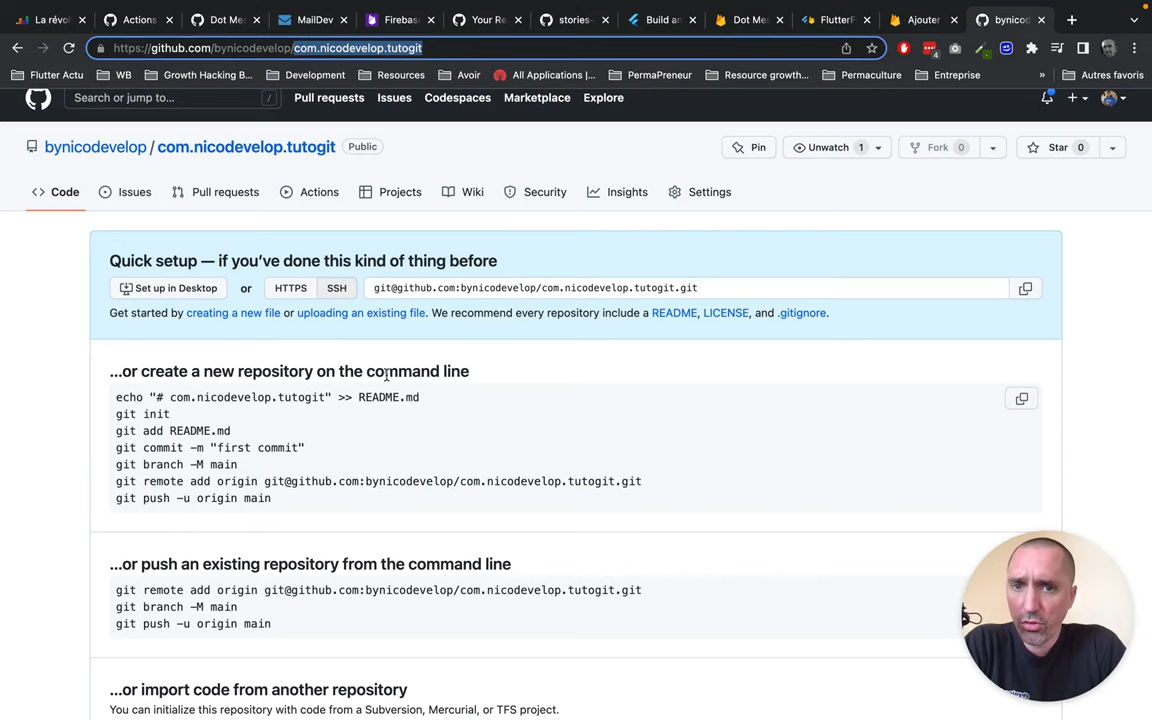 La révol
Actions
Dot Mes
MailDev
Firebas
Your Re
stories-
Build an
Dot Mes
FlutterF
Ajouter
bynicod
https://github.com/bynicodevelop/com.nicodevelop.tutogit
4
Flutter Actu
WB
Growth Hacking B...
Development
Resources
Avoir
All Applications |...
PermaPreneur
Resource growth...
Permaculture
Entreprise
»
Autres favoris
Search or jump to...
/
Pull requests
Issues
Codespaces
Marketplace
Explore
bynicodevelop / com.nicodevelop.tutogit
Public
Pin
Unwatch 1
Fork 0
Star 0
Code
Issues
Pull requests
Actions
Projects
Wiki
Security
Insights
Settings
Quick setup — if you've done this kind of thing before
Set up in Desktop
or
HTTPS
SSH
git@github.com:bynicodevelop/com.nicodevelop.tutogit.git
Get started by creating a new file or uploading an existing file. We recommend every repository include a README, LICENSE, and .gitignore.
...or create a new repository on the command line
echo "# com.nicodevelop.tutogit" >> README.md
git init
git add README.md
git commit -m "first commit"
git branch -M main
git remote add origin git@github.com:bynicodevelop/com.nicodevelop.tutogit.git
git push -u origin main
...or push an existing repository from the command line
git remote add origin git@github.com:bynicodevelop/com.nicodevelop.tutogit.git
git branch -M main
git push -u origin main
...or import code from another repository
You can initialize this repository with code from a Subversion, Mercurial, or TFS project.